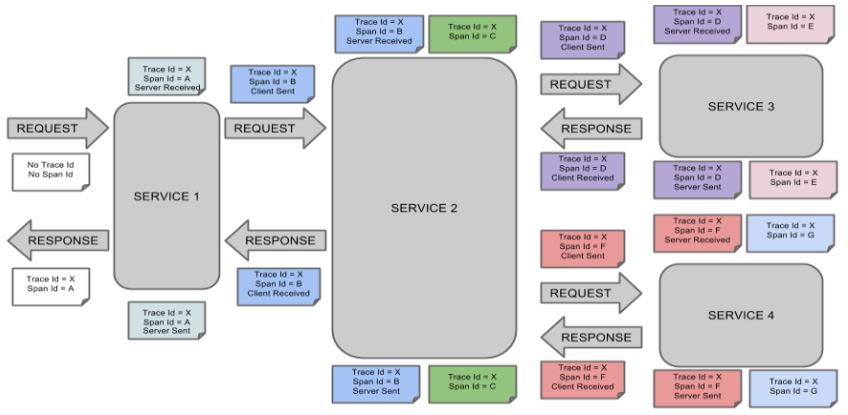 Trace Id = X
Span Id = A
Server Received
REQUEST
No Trace Id
No Span Id
SERVICE 1
RESPONSE
Trace Id = X
Span Id = A
Trace Id = X
Span Id = A
Server Sent
Trace Id = X
Span Id = B
Client Sent
REQUEST
RESPONSE
Trace Id = X
Span Id = B
Client Received
Trace Id = X
Span Id = B
Server Received
Trace Id = X
Span Id = C
SERVICE 2
Trace Id = X
Span Id = B
Server Sent
Trace Id = X
Span Id = C
Trace Id = X
Span Id = D
Client Sent
REQUEST
RESPONSE
Trace Id = X
Span Id = D
Client Received
Trace Id = X
Span Id = D
Server Received
Trace Id = X
Span Id = E
SERVICE 3
Trace Id = X
Span Id = D
Server Sent
Trace Id = X
Span Id = E
Trace Id = X
Span Id = F
Client Sent
REQUEST
RESPONSE
Trace Id = X
Span Id = F
Client Received
Trace Id = X
Span Id = F
Server Received
Trace Id = X
Span Id = G
SERVICE 4
Trace Id = X
Span Id = F
Server Sent
Trace Id = X
Span Id = G